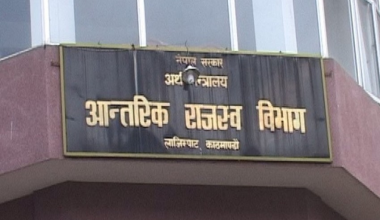 नेपाल सरकार
अर्थ मन्त्रालय
आन्तरिक राजस्व विभाग
लाजिम्पाट, काठमाण्डौ